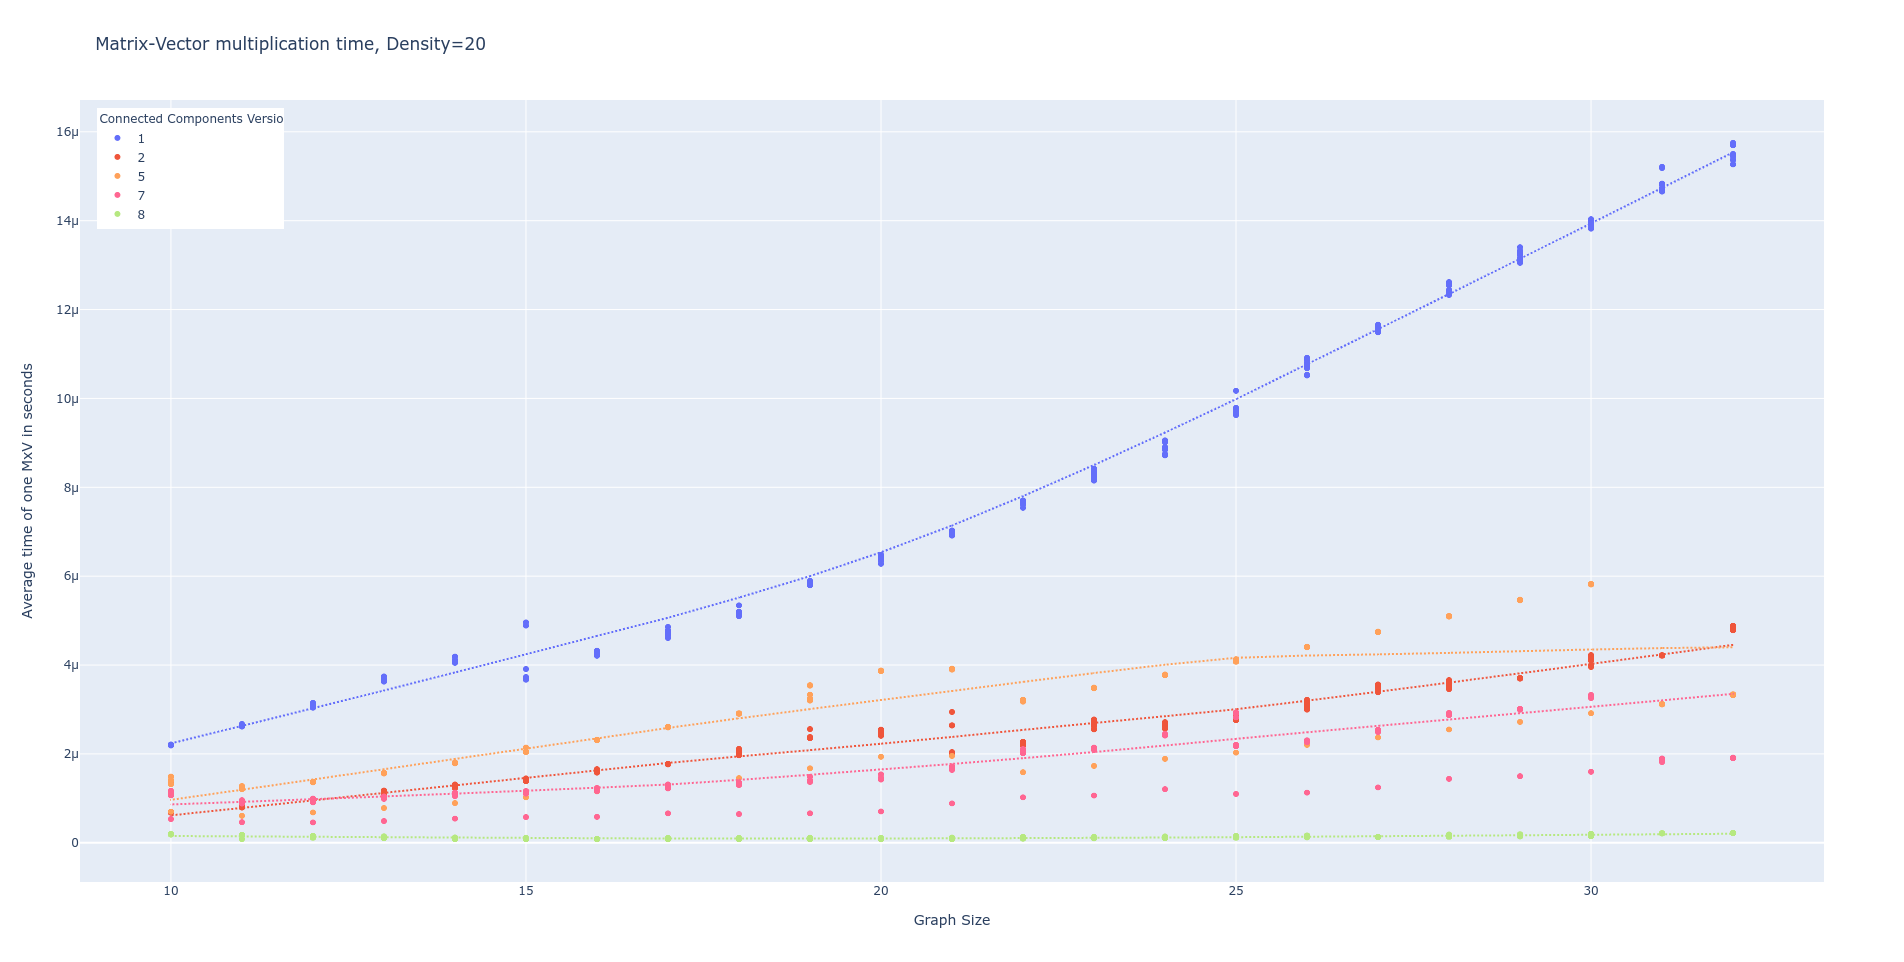 Matrix-Vector multiplication time, Density=20
Connected Components Versio
1
2
5
7
8
16μ
14μ
12μ
10μ
8μ
6μ
4μ
2μ
0
Average time of one MxV in seconds
10
15
20
25
30
Graph Size